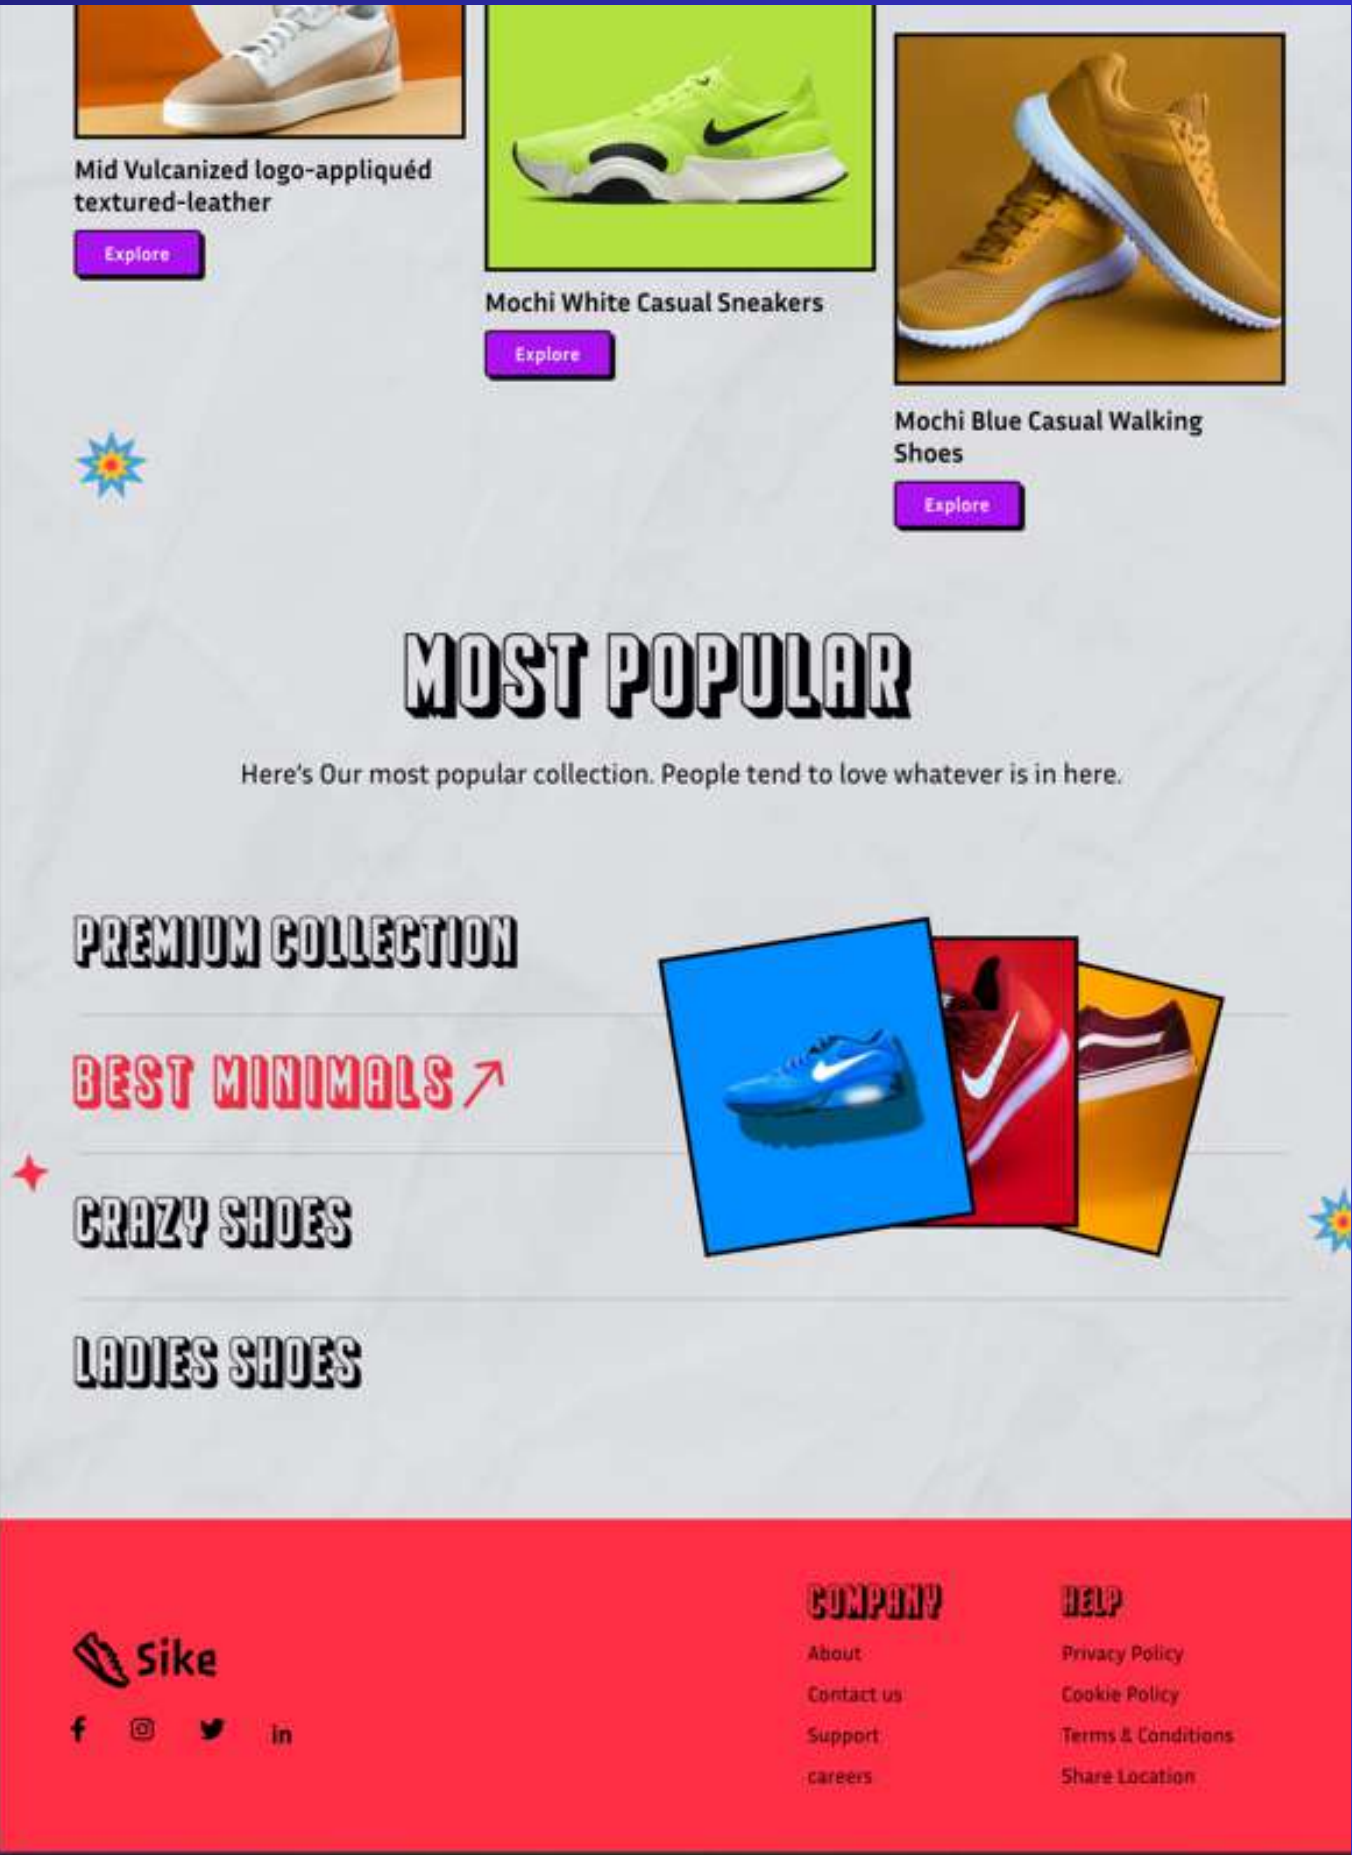 Mid Vulcanized logo-appliquéd
textured-leather
Explore
Mochi White Casual Sneakers
Explore
Mochi Blue Casual Walking
Shoes
Explore
MOST POPULAR
Here's Our most popular collection. People tend to love whatever is in here.
PREMIUM COLLECTION
BEST MINIMALS
CRAZY SHOES
LADIES SHOES
Sike
in
COMPANY
About
Contact us
Support
careers
HELP
Privacy Policy
Cookie Policy
Terms & Conditions
Share Location